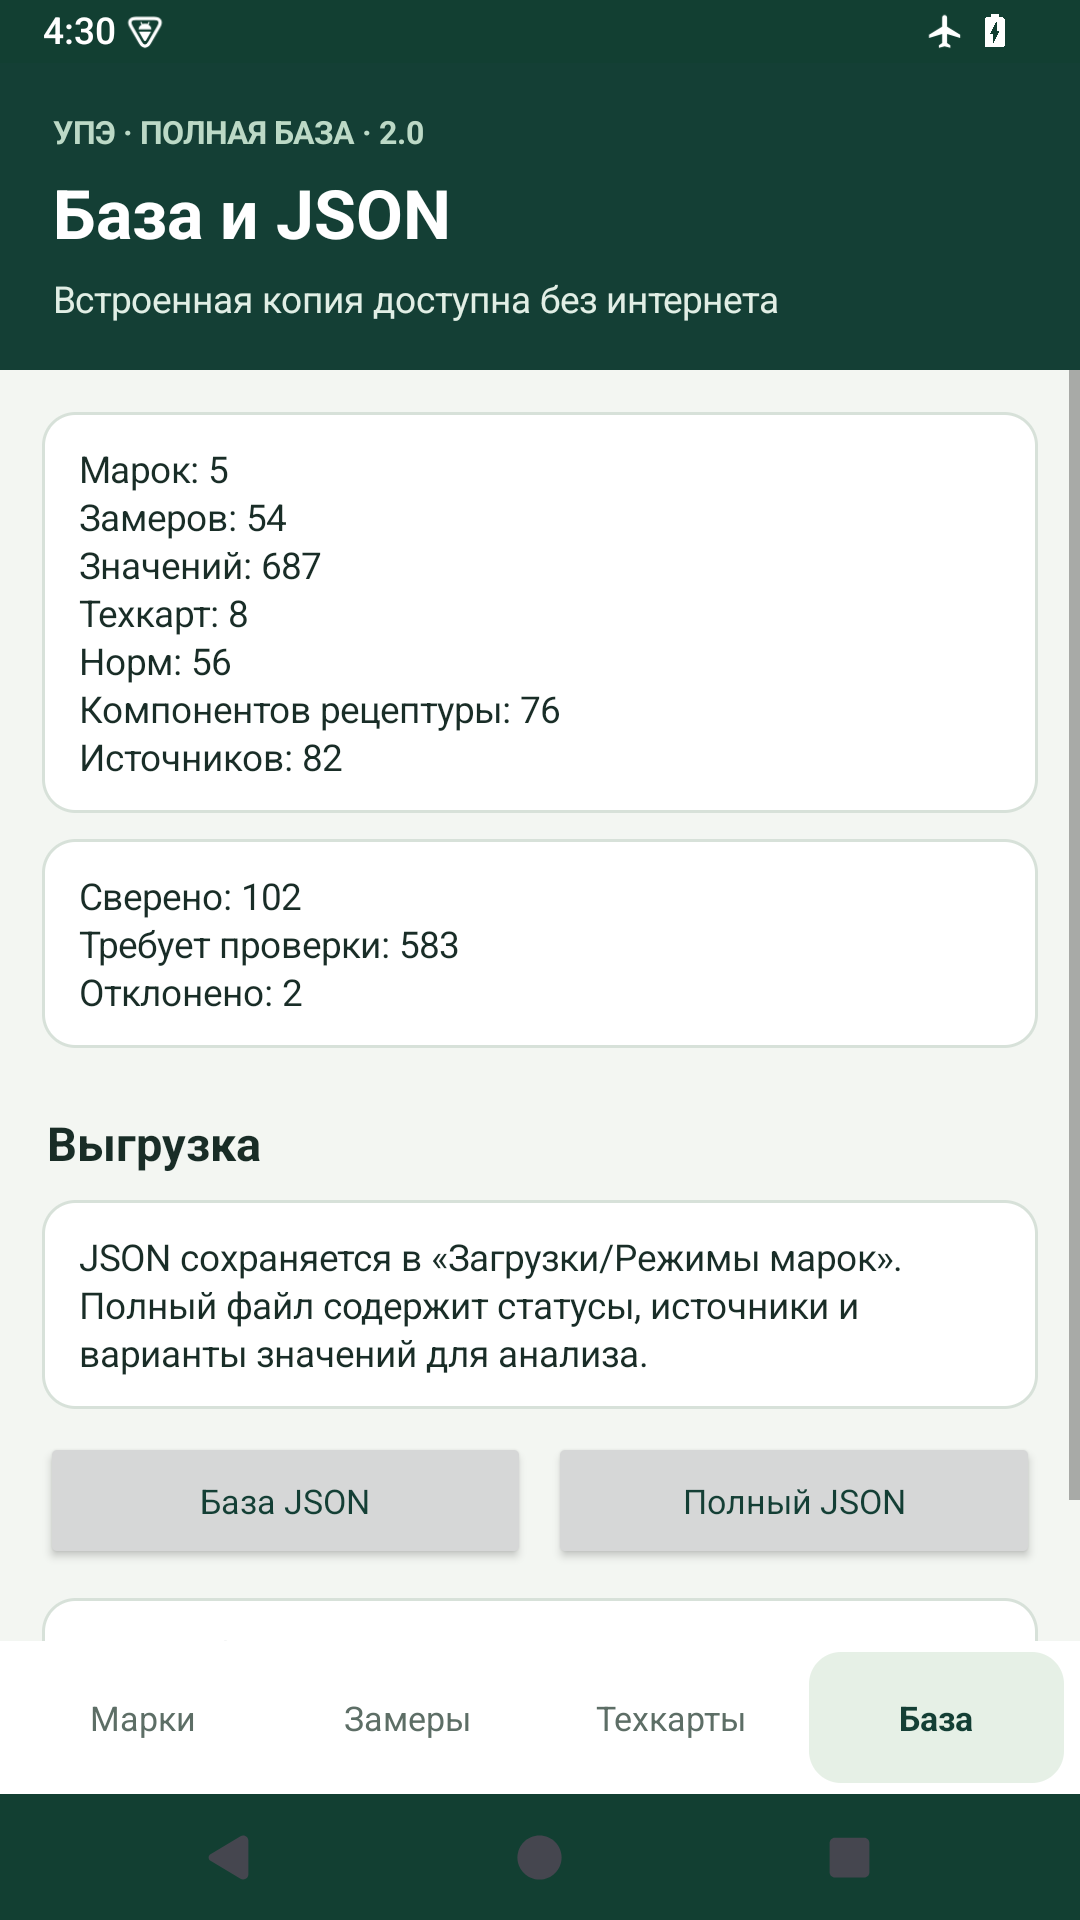 4:30
УПЭ · ПОЛНАЯ БАЗА · 2.0
База и JSON
Встроенная копия доступна без интернета
Марок: 5
Замеров: 54
Значений: 687
Техкарт: 8
Норм: 56
Компонентов рецептуры: 76
Источников: 82
Сверено: 102
Требует проверки: 583
Отклонено: 2
Выгрузка
JSON сохраняется в «Загрузки/Режимы марок».
Полный файл содержит статусы, источники и
варианты значений для анализа.
База JSON
Полный JSON
Марки
Замеры
Техкарты
База